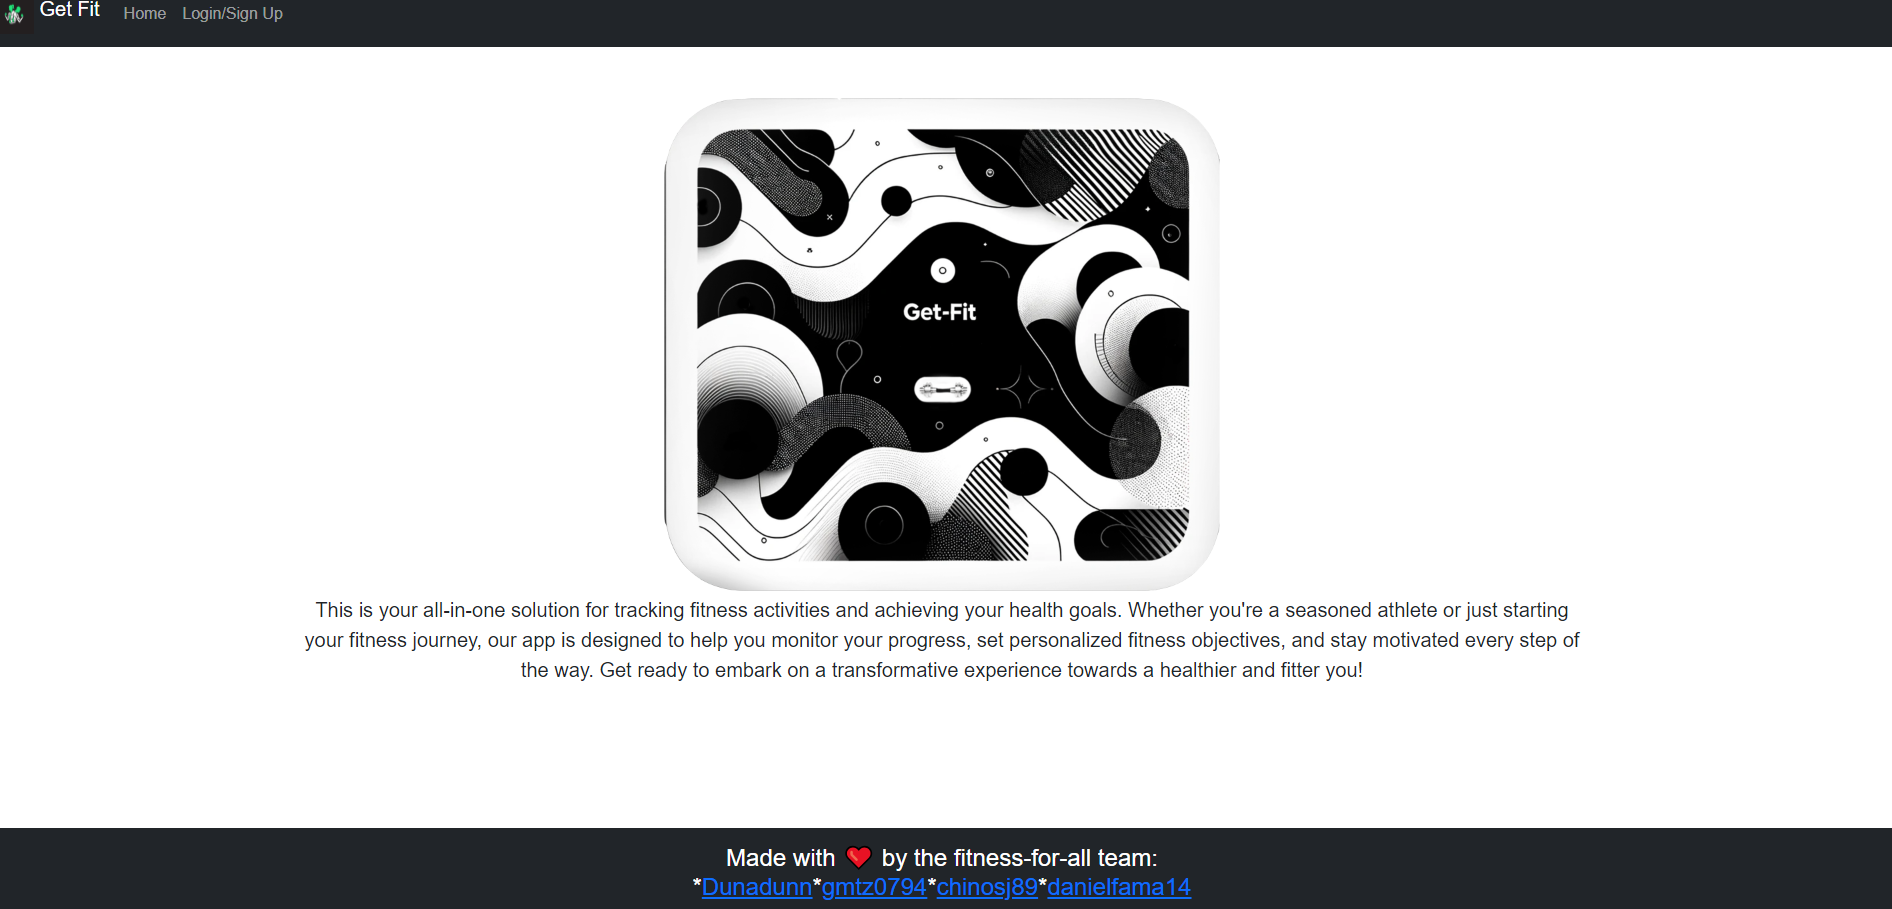 Get Fit Home Login/Sign Up
Get-Fit
This is your all-in-one solution for tracking fitness activities and achieving your health goals. Whether you're a seasoned athlete or just starting
your fitness journey, our app is designed to help you monitor your progress, set personalized fitness objectives, and stay motivated every step of
the way. Get ready to embark on a transformative experience towards a healthier and fitter you!
Made with ❤️ by the fitness-for-all team:
*Dunadunn*gmtz0794*chinosj89*danielfama14